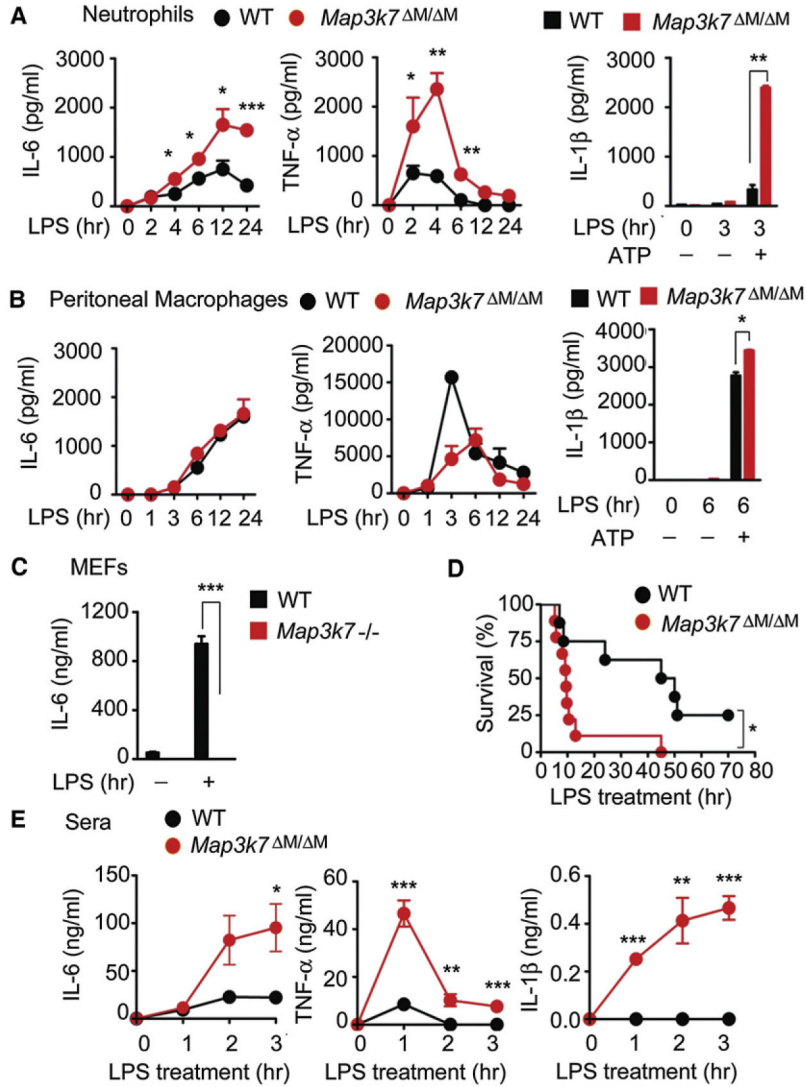 A Neutrophils WT Map3k7 ΔM/ΔM WT Map3k7 ΔM/ΔM
IL-6 (pg/ml)
3000
2000
1000
0
* * * ***
LPS (hr) 0 2 4 6 12 24
TNF-α (pg/ml)
3000
2000
1000
0
* ** **
LPS (hr) 0 2 4 6 12 24
IL-1β (pg/ml)
3000
2000
1000
0
**
LPS (hr) 0 3 3
ATP – – +
B Peritoneal Macrophages WT Map3k7 ΔM/ΔM WT Map3k7 ΔM/ΔM
IL-6 (pg/ml)
3000
2000
1000
0
LPS (hr) 0 1 3 6 12 24
TNF-α (pg/ml)
20000
15000
10000
5000
0
LPS (hr) 0 1 3 6 12 24
IL-1β (pg/ml)
4000
3000
2000
1000
0
*
LPS (hr) 0 6 6
ATP – – +
C MEFs
WT
Map3k7 -/-
IL-6 (ng/ml)
1200
800
400
0
***
LPS (hr) – +
D
WT
Map3k7 ΔM/ΔM
Survival (%)
100
75
50
25
0
*
0 10 20 30 40 50 60 70 80
LPS treatment (hr)
E Sera
WT
Map3k7 ΔM/ΔM
IL-6 (ng/ml)
150
100
50
0
*
0 1 2 3
LPS treatment (hr)
TNF-α (ng/ml)
60
40
20
0
*** ** ***
0 1 2 3
LPS treatment (hr)
IL-1β (ng/ml)
0.6
0.4
0.2
0.0
*** ** ***
0 1 2 3
LPS treatment (hr)